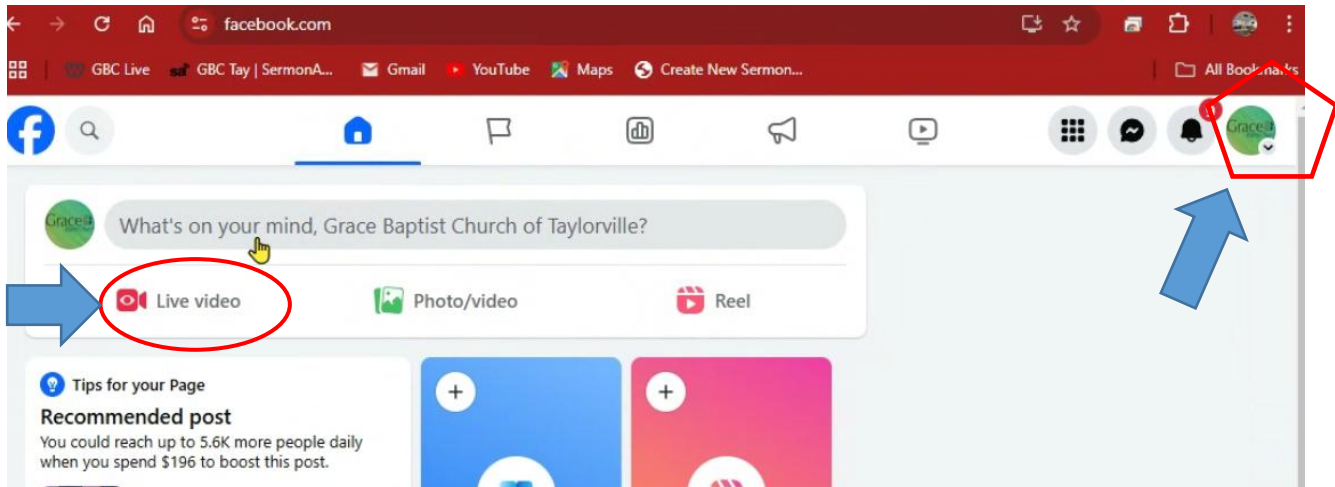 facebook.com
GBC Live GBC Tay | SermonA... Gmail YouTube Maps Create New Sermon... All Bookmarks
Grace
Grace What's on your mind, Grace Baptist Church of Taylorville?
Live video Photo/video Reel
Tips for your Page
Recommended post
You could reach up to 5.6K more people daily
when you spend $196 to boost this post.